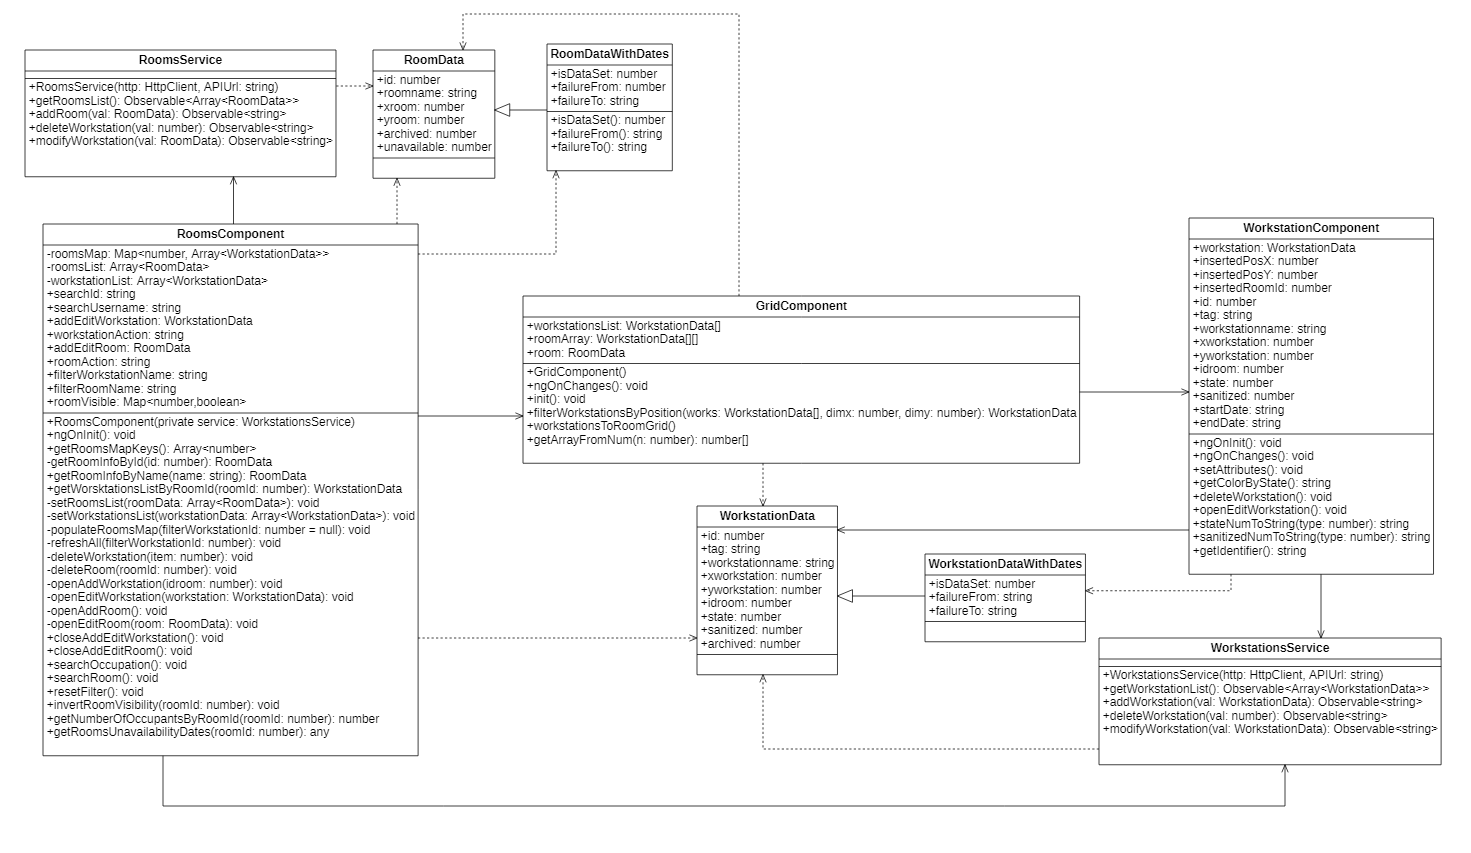 RoomsService
+RoomsService(http: HttpClient, APIUrl: string)
+getRoomsList(): Observable<Array<RoomData>>
+addRoom(val: RoomData): Observable<string>
+deleteWorkstation(val: number): Observable<string>
+modifyWorkstation(val: RoomData): Observable<string>
RoomData
+id: number
+roomname: string
+xroom: number
+yroom: number
+archived: number
+unavailable: number
RoomDataWithDates
+isDataSet: number
+failureFrom: number
+failureTo: string
+isDataSet(): number
+failureFrom(): string
+failureTo(): string
RoomsComponent
-roomsMap: Map<number, Array<WorkstationData>>
-roomsList: Array<RoomData>
-workstationList: Array<WorkstationData>
+searchId: string
+searchUsername: string
+addEditWorkstation: WorkstationData
+workstationAction: string
+addEditRoom: RoomData
+roomAction: string
+filterWorkstationName: string
+filterRoomName: string
+roomVisible: Map<number,boolean>
+RoomsComponent(private service: WorkstationsService)
+ngOnInit(): void
+getRoomsMapKeys(): Array<number>
-getRoomInfoById(id: number): RoomData
+getRoomInfoByName(name: string): RoomData
+getWorsktationsListByRoomId(roomId: number): WorkstationData
-setRoomsList(roomData: Array<RoomData>): void
-setWorkstationsList(workstationData: Array<WorkstationData>): void
-populateRoomsMap(filterWorkstationId: number = null): void
-refreshAll(filterWorkstationId: number): void
-deleteWorkstation(item: number): void
-deleteRoom(roomId: number): void
-openAddWorkstation(idroom: number): void
-openEditWorkstation(workstation: WorkstationData): void
-openAddRoom(): void
-openEditRoom(room: RoomData): void
+closeAddEditWorkstation(): void
+closeAddEditRoom(): void
+searchOccupation(): void
+searchRoom(): void
+resetFilter(): void
+invertRoomVisibility(roomId: number): void
+getNumberOfOccupantsByRoomId(roomId: number): number
+getRoomsUnavailabilityDates(roomId: number): any
GridComponent
+workstationsList: WorkstationData[]
+roomArray: WorkstationData[][]
+room: RoomData
+GridComponent()
+ngOnChanges(): void
+init(): void
+filterWorkstationsByPosition(works: WorkstationData[], dimx: number, dimy: number): WorkstationData
+workstationsToRoomGrid()
+getArrayFromNum(n: number): number[]
WorkstationComponent
+workstation: WorkstationData
+insertedPosX: number
+insertedPosY: number
+insertedRoomId: number
+id: number
+tag: string
+workstationname: string
+xworkstation: number
+yworkstation: number
+idroom: number
+state: number
+sanitized: number
+startDate: string
+endDate: string
+ngOnInit(): void
+ngOnChanges(): void
+setAttributes(): void
+getColorByState(): string
+deleteWorkstation(): void
+openEditWorkstation(): void
+stateNumToString(type: number): string
+sanitizedNumToString(type: number): string
+getIdentifier(): string
WorkstationData
+id: number
+tag: string
+workstationname: string
+xworkstation: number
+yworkstation: number
+idroom: number
+state: number
+sanitized: number
+archived: number
WorkstationDataWithDates
+isDataSet: number
+failureFrom: string
+failureTo: string
WorkstationsService
+WorkstationsService(http: HttpClient, APIUrl: string)
+getWorkstationList(): Observable<Array<WorkstationData>>
+addWorkstation(val: WorkstationData): Observable<string>
+deleteWorkstation(val: number): Observable<string>
+modifyWorkstation(val: WorkstationData): Observable<string>